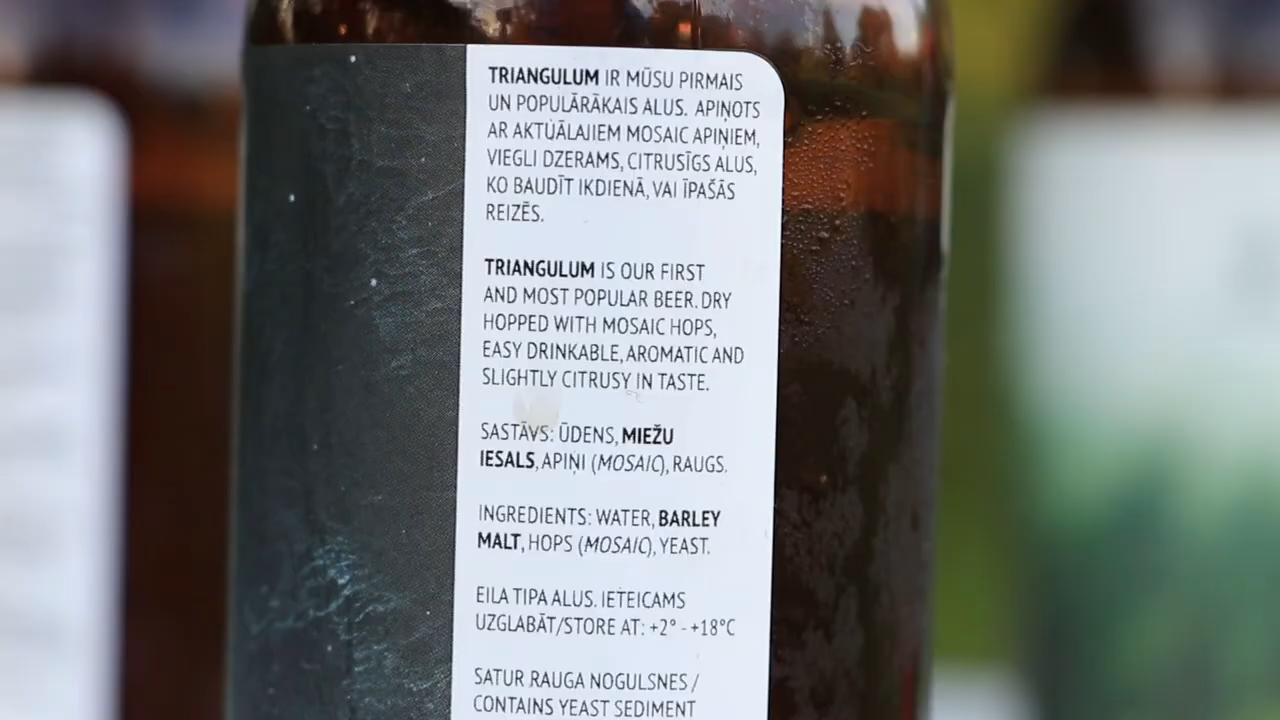 TRIANGULUM IR MŪSU PIRMAIS
UN POPULĀRĀKAIS ALUS. APIŅOTS
AR AKTUĀLAJIEM MOSAIC APIŅIEM,
VIEGLI DZERAMS, CITRUSĪGS ALUS,
KO BAUDĪT IKDIENĀ, VAI ĪPAŠĀS
REIZĒS.
TRIANGULUM IS OUR FIRST
AND MOST POPULAR BEER. DRY
HOPPED WITH MOSAIC HOPS,
EASY DRINKABLE, AROMATIC AND
SLIGHTLY CITRUSY IN TASTE.
SASTĀVS: ŪDENS, MIEŽU
IESALS, APIŅI (MOSAIC), RAUGS.
INGREDIENTS: WATER, BARLEY
MALT, HOPS (MOSAIC), YEAST.
EILA TIPA ALUS. IETEICAMS
UZGLABĀT/STORE AT: +2° - +18°C
SATUR RAUGA NOGULSNES /
CONTAINS YEAST SEDIMENT